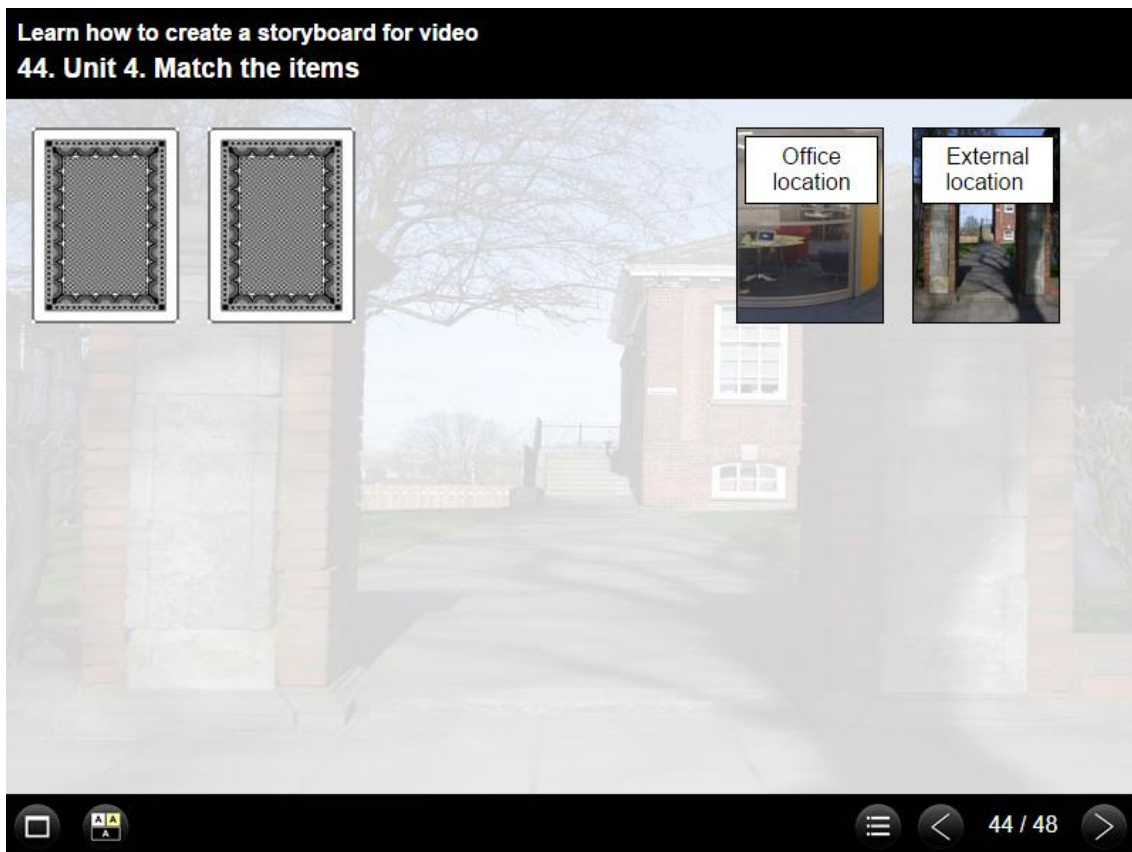 Learn how to create a storyboard for video
44. Unit 4. Match the items
Office
location
External
location
A A
A
44 / 48